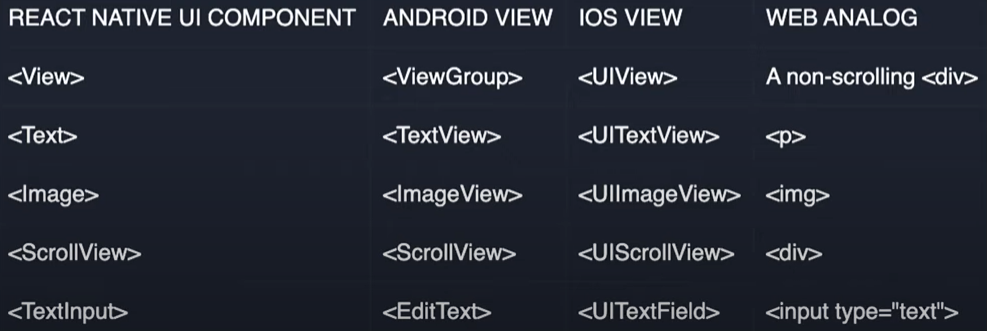 REACT NATIVE UI COMPONENT ANDROID VIEW IOS VIEW WEB ANALOG
<View> <ViewGroup> <UIView> A non-scrolling <div>
<Text> <TextView> <UITextView> <p>
<Image> <ImageView> <UIImageView> <img>
<ScrollView> <ScrollView> <UIScrollView> <div>
<TextInput> <EditText> <UITextField> <input type="text">